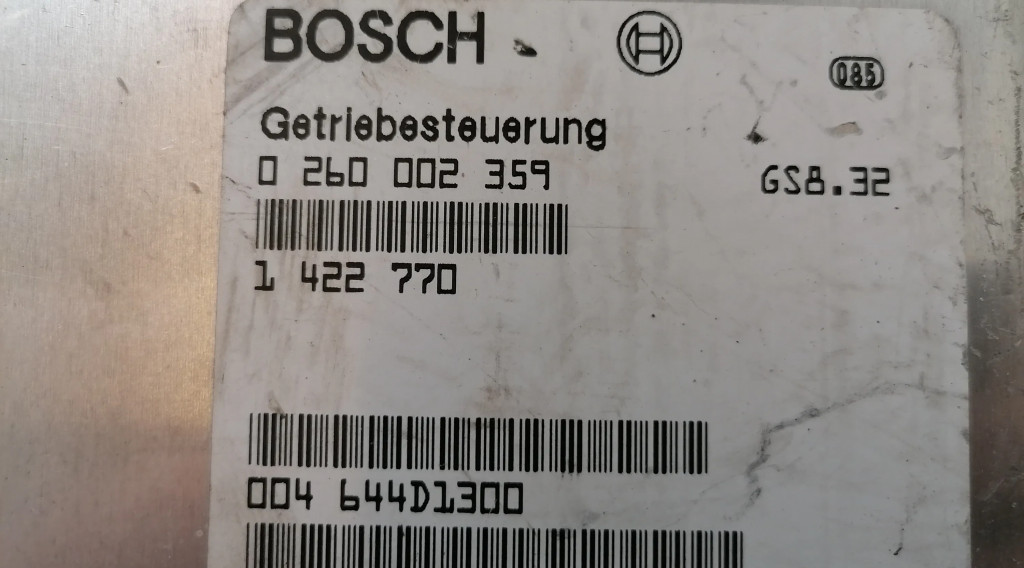 BOSCH
085
Getriebesteuerung
0 260 002 359
GS8.32
1 422 770
004 644D1300